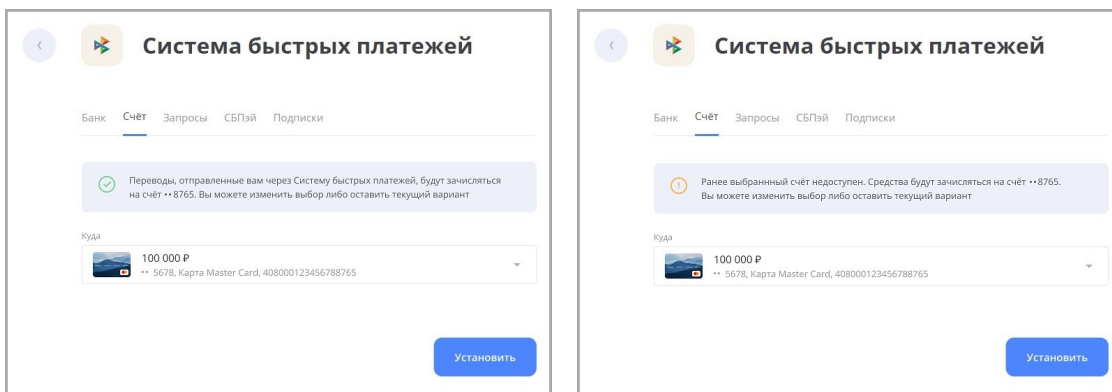 Система быстрых платежей
Банк Счёт Запросы СБПэй Подписки
Переводы, отправленные вам через Систему быстрых платежей, будут зачисляться
на счёт •• 8765. Вы можете изменить выбор либо оставить текущий вариант
Куда
100 000 ₽
•• 5678, Карта Master Card, 408000123456788765
Установить
Система быстрых платежей
Банк Счёт Запросы СБПэй Подписки
Ранее выбраннный счёт недоступен. Средства будут зачисляться на счёт •• 8765.
Вы можете изменить выбор либо оставить текущий вариант
Куда
100 000 ₽
•• 5678, Карта Master Card, 408000123456788765
Установить